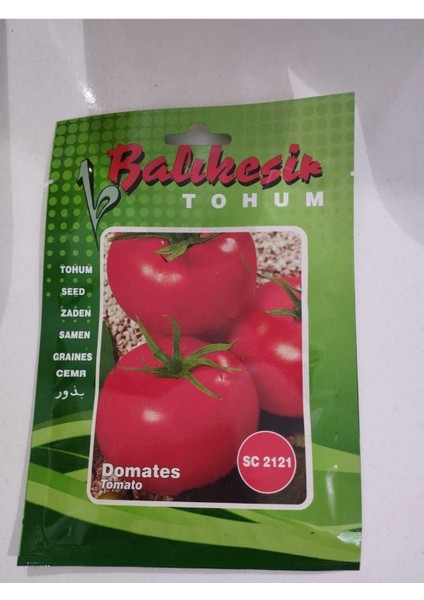 Balıkesir
TOHUM
TOHUM
SEED
ZADEN
SAMEN
GRAINES
СЕМЯ
بذور
Domates
Tomato
SC 2121